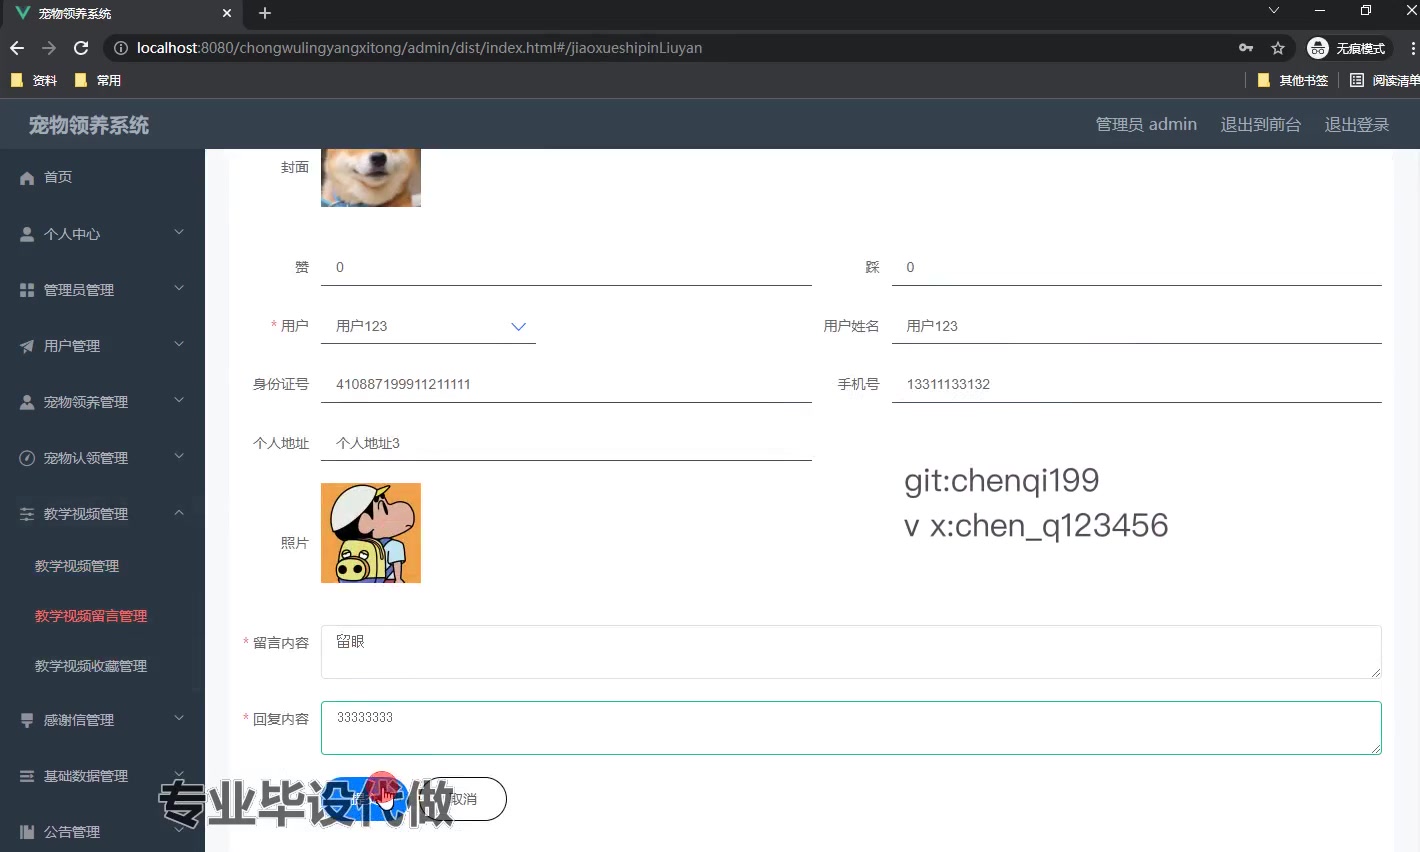 宠物领养系统
localhost:8080/chongwulingyangxitong/admin/dist/index.html#/jiaoxueshipinLiuyan
无痕模式
资料
常用
其他书签
阅读清单
宠物领养系统
管理员 admin
退出到前台
退出登录
首页
个人中心
管理员管理
用户管理
宠物领养管理
宠物认领管理
教学视频管理
教学视频管理
教学视频留言管理
教学视频收藏管理
感谢信管理
基础数据管理
公告管理
封面
赞 0
踩 0
* 用户 用户123
用户姓名 用户123
身份证号 410887199911211111
手机号 13311133132
个人地址 个人地址3
git:chenqi199
v x:chen_q123456
照片
* 留言内容 留眼
* 回复内容 33333333
取消
专业毕设代做